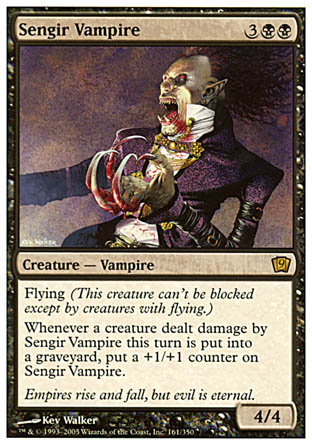 Sengir Vampire 3
KEV WALKER
Creature — Vampire 9
Flying (This creature can't be blocked
except by creatures with flying.)
Whenever a creature dealt damage by
Sengir Vampire this turn is put into
a graveyard, put a +1/+1 counter on
Sengir Vampire.
Empires rise and fall, but evil is eternal.
Kev Walker
4/4
™ & © 1993–2005 Wizards of the Coast, Inc. 161/350